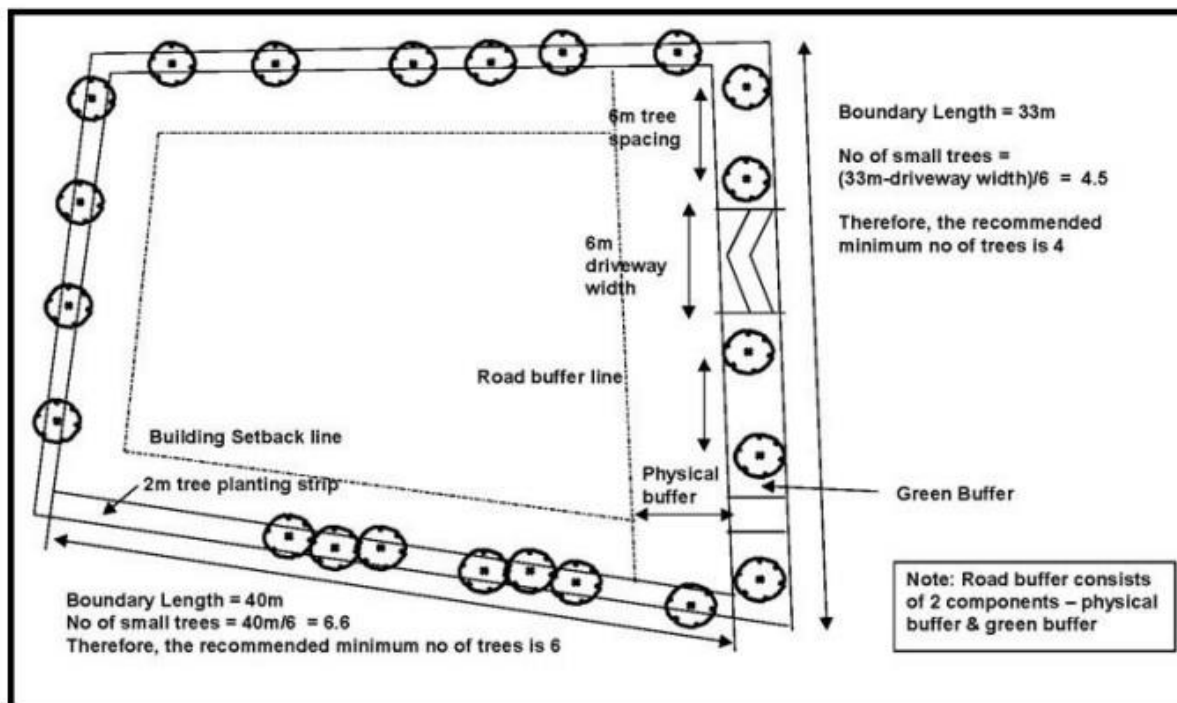 6m tree
spacing
Boundary Length = 33m
No of small trees =
(33m-driveway width)/6 = 4.5
Therefore, the recommended
minimum no of trees is 4
6m
driveway
width
Road buffer line
Building Setback line
2m tree planting strip
Physical
buffer
Green Buffer
Boundary Length = 40m
No of small trees = 40m/6 = 6.6
Therefore, the recommended minimum no of trees is 6
Note: Road buffer consists
of 2 components – physical
buffer & green buffer